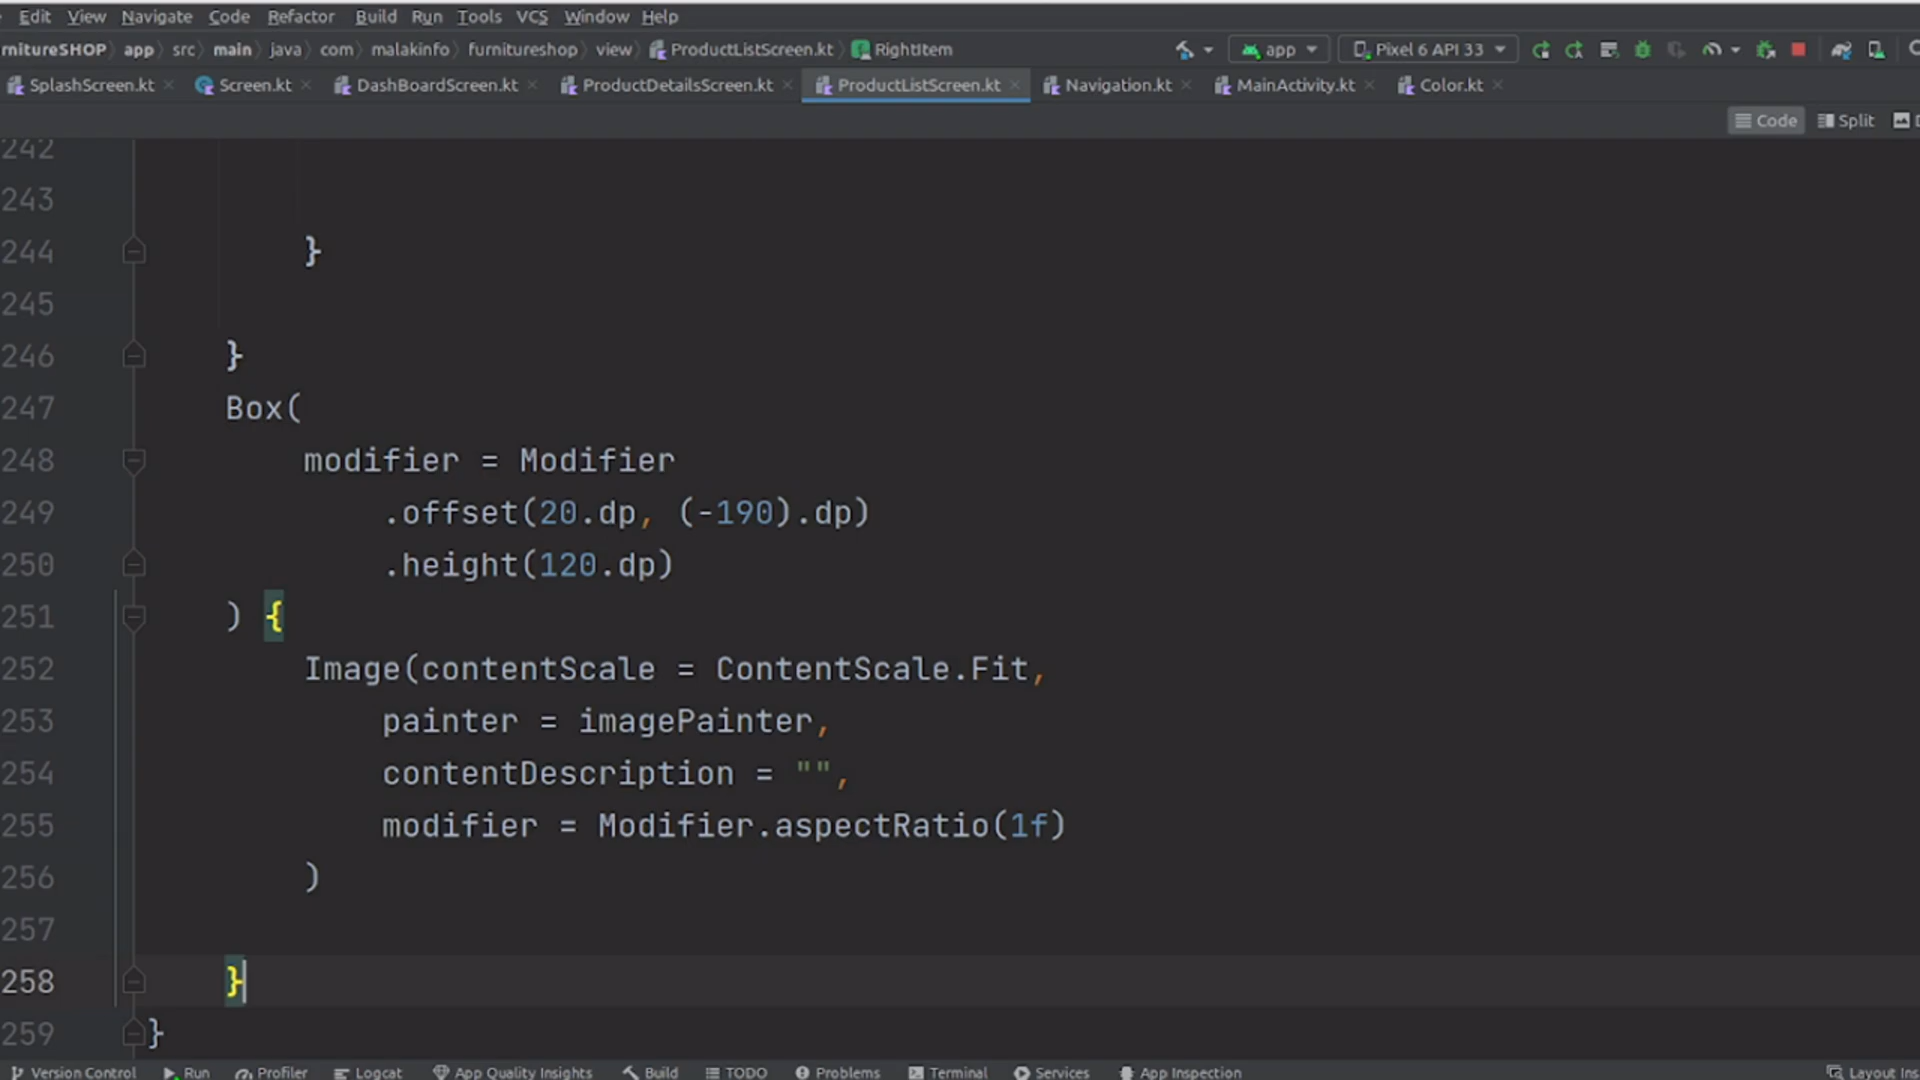 Edit View Navigate Code Refactor Build Run Tools VCS Window Help
rnitureSHOP app src main java com malakinfo furnitureshop view ProductListScreen.kt RightItem app Pixel 6 API 33
SplashScreen.kt Screen.kt DashBoardScreen.kt ProductDetailsScreen.kt ProductListScreen.kt Navigation.kt MainActivity.kt Color.kt
Code Split
242
243
244 }
245
246 }
247 Box(
248 modifier = Modifier
249 .offset(20.dp, (-190).dp)
250 .height(120.dp)
251 ) {
252 Image(contentScale = ContentScale.Fit,
253 painter = imagePainter,
254 contentDescription = "",
255 modifier = Modifier.aspectRatio(1f)
256 )
257
258 }
259 }
Version Control Run Profiler Logcat App Quality Insights Build TODO Problems Terminal Services App Inspection Layout Ins